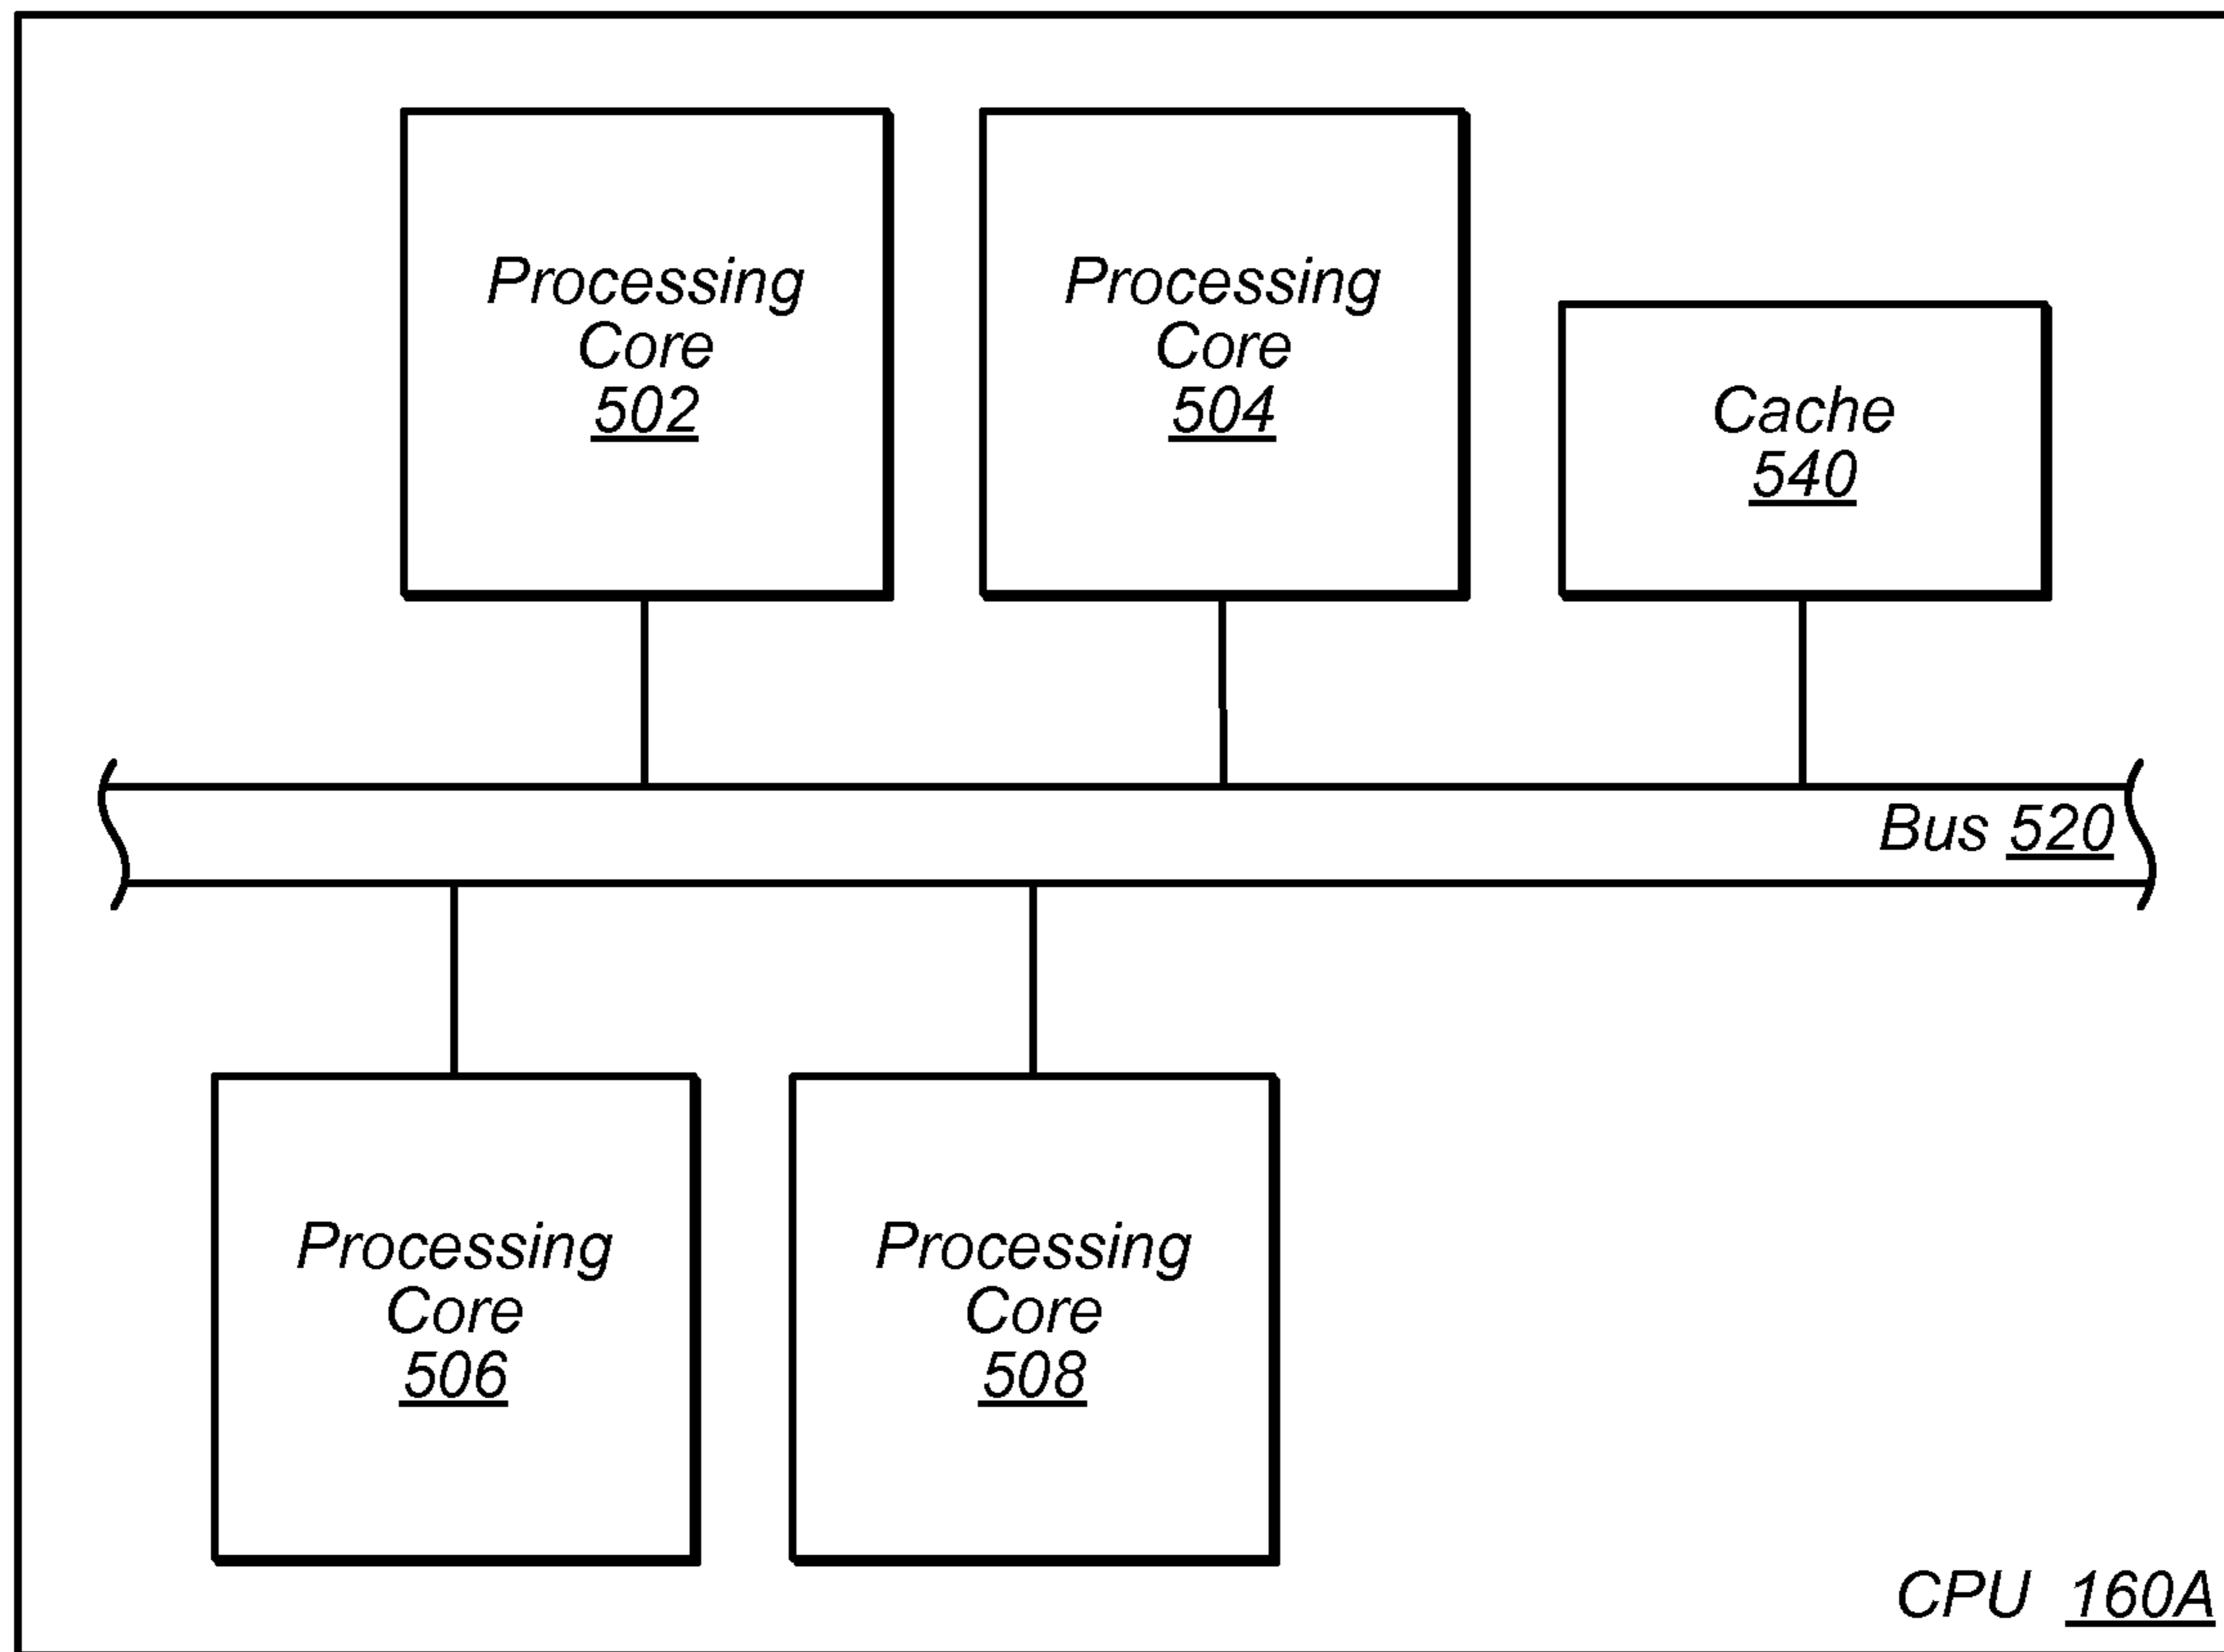 Processing
Core
502
Processing
Core
504
Cache
540
Bus 520
Processing
Core
506
Processing
Core
508
CPU 160A